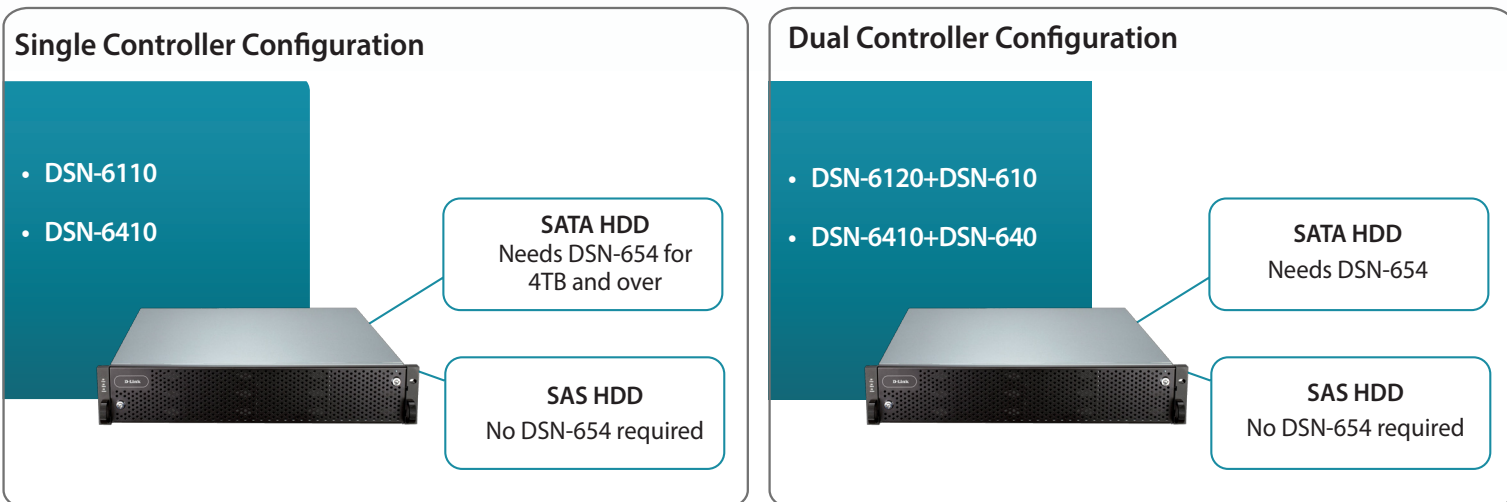 Single Controller Configuration
• DSN-6110
• DSN-6410
SATA HDD
Needs DSN-654 for
4TB and over
D-Link
SAS HDD
No DSN-654 required
Dual Controller Configuration
• DSN-6120+DSN-610
• DSN-6410+DSN-640
SATA HDD
Needs DSN-654
D-Link
SAS HDD
No DSN-654 required